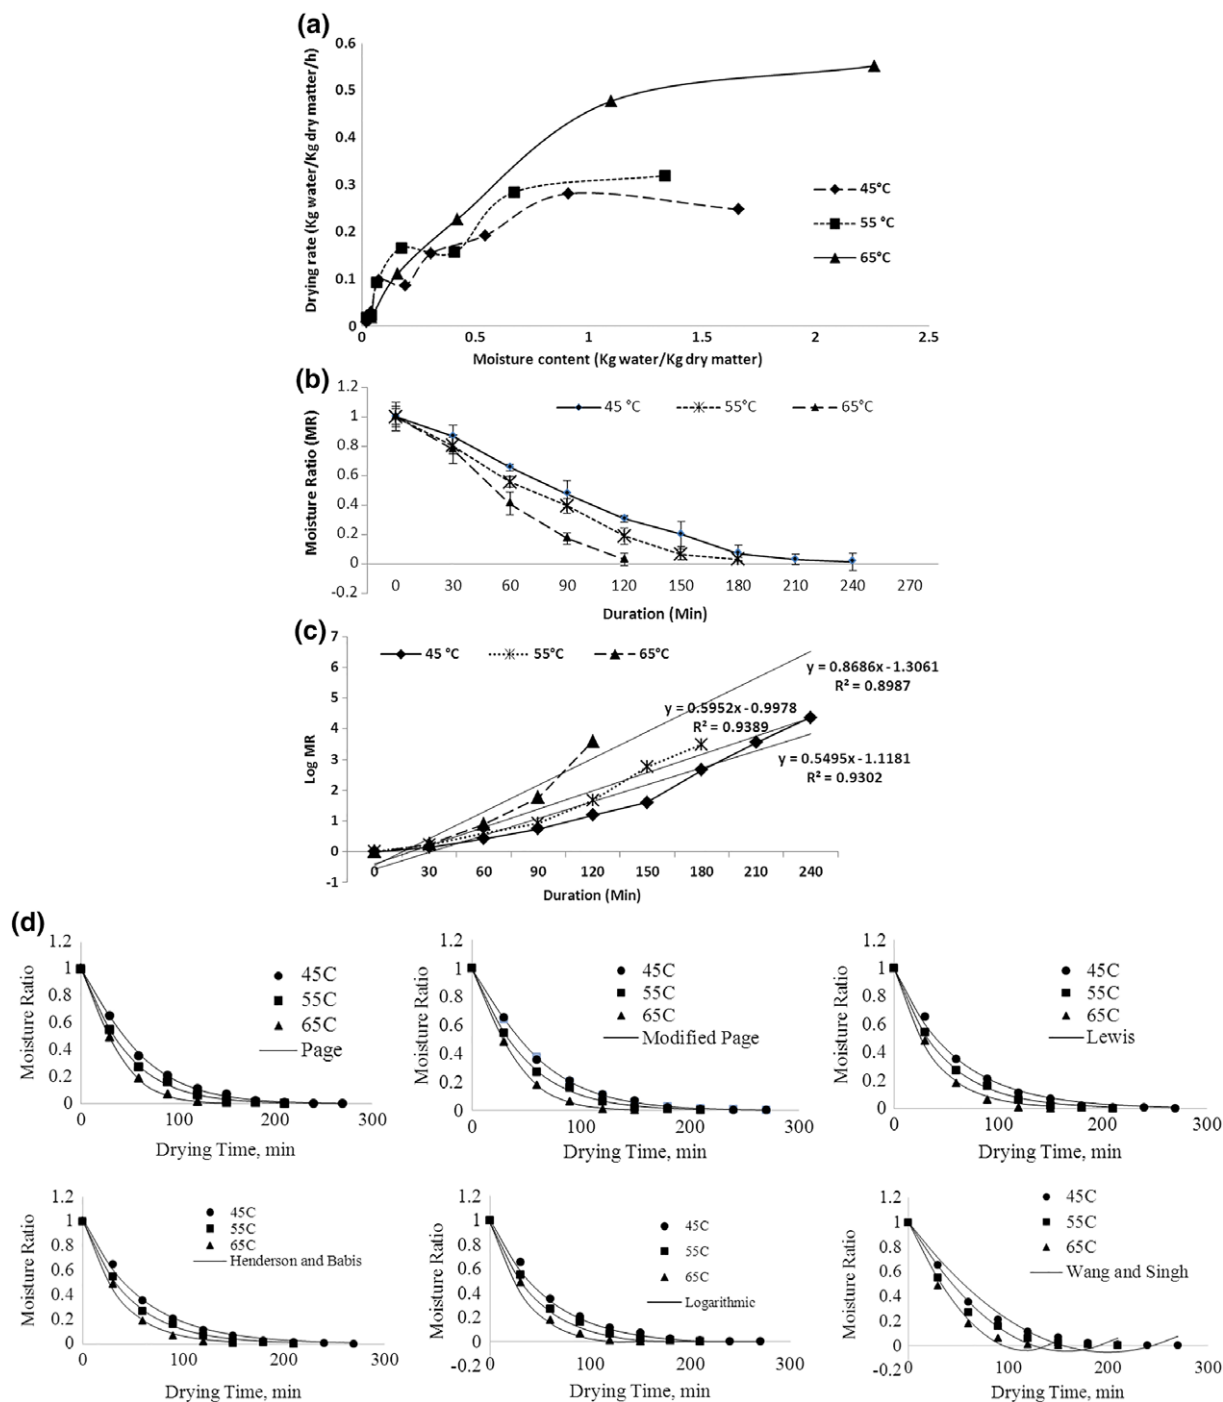 (a)
0.6
0.5
0.4
0.3
0.2
0.1
0
Drying rate (Kg water/Kg dry matter/h)
45°C
55 °C
65°C
0 0.5 1 1.5 2 2.5
Moisture content (Kg water/Kg dry matter)
(b)
1.2
1
0.8
0.6
0.4
0.2
0
-0.2
Moisture Ratio (MR)
45 °C 55°C 65°C
0 30 60 90 120 150 180 210 240 270
Duration (Min)
(c)
7
6
5
4
3
2
1
0
-1
Log MR
45 °C 55°C 65°C
y = 0.8686x - 1.3061
R² = 0.8987
y = 0.5952x - 0.9978
R² = 0.9389
y = 0.5495x - 1.1181
R² = 0.9302
0 30 60 90 120 150 180 210 240
Duration (Min)
(d)
1.2
1
0.8
0.6
0.4
0.2
0
Moisture Ratio
45C
55C
65C
Page
0 100 200 300
Drying Time, min
1.2
1
0.8
0.6
0.4
0.2
0
Moisture Ratio
45C
55C
65C
Modified Page
0 100 200 300
Drying Time, min
1.2
1
0.8
0.6
0.4
0.2
0
Moisture Ratio
45C
55C
65C
Lewis
0 100 200 300
Drying Time, min
1.2
1
0.8
0.6
0.4
0.2
0
Moisture Ratio
45C
55C
65C
Henderson and Babis
0 100 200 300
Drying Time, min
1.2
1
0.8
0.6
0.4
0.2
0
-0.2
Moisture Ratio
45C
55C
65C
Logarithmic
0 100 200 300
Drying Time, min
1.2
1
0.8
0.6
0.4
0.2
0
-0.2
Moisture Ratio
45C
55C
65C
Wang and Singh
0 100 200 300
Drying Time, min